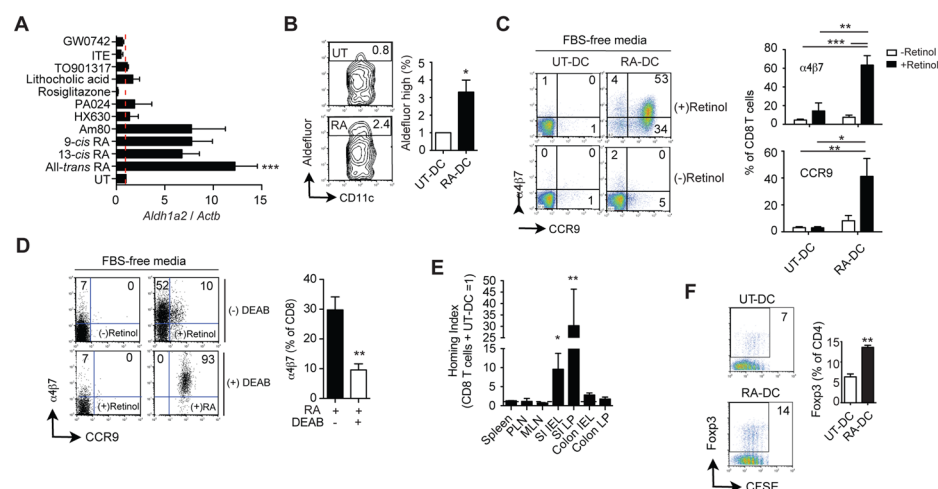 A
GW0742
ITE
TO901317
Lithocholic acid
Rosiglitazone
PA024
HX630
Am80
9-cis RA
13-cis RA
All-trans RA
UT
***
0 5 10 15
Aldh1a2 / Actb
B
UT 0.8
RA 2.4
Aldefluor
CD11c
Aldefluor high (%)
5
4
3
2
1
0
*
UT-DC
RA-DC
C
FBS-free media
UT-DC RA-DC
1 0 4 53
1 34
(+)Retinol
0 0 2 0
1 5
(-)Retinol
α4β7
CCR9
% of CD8 T cells
**
***
-Retinol
+Retinol
80
60
40
20
0
α4β7
*
**
80
60
40
20
0
CCR9
UT-DC
RA-DC
D
FBS-free media
7 0 52 10
(-)Retinol (+)Retinol
(-) DEAB
7 0 0 93
(+)Retinol (+)RA
(+) DEAB
α4β7
CCR9
α4β7 (% of CD8)
40
30
20
10
0
**
RA + +
DEAB - +
E
Homing Index
(CD8 T cells + UT-DC =1)
50
45
40
35
30
25
20
15
10
5
0
* **
Spleen
PLN
MLN
SI IEL
SI LP
Colon IEL
Colon LP
F
UT-DC
7
RA-DC
14
Foxp3
CFSE
Foxp3 (% of CD4)
15
10
5
0
**
UT-DC
RA-DC